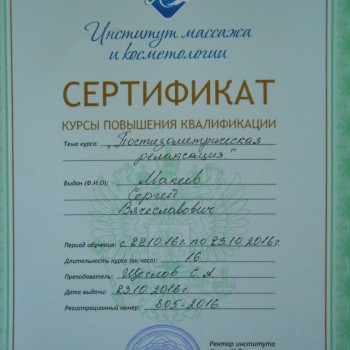 Институт массажа
и косметологии
СЕРТИФИКАТ
КУРСЫ ПОВЫШЕНИЯ КВАЛИФИКАЦИИ
Тема курса: "Постизометрическая
релаксация"
Выдан (Ф.И.О): Макеев
Сергей
Вячеславович
Период обучения: с 22.10.16г. по 23.10.2016г.
Длительность курса (ак.часов): 16
Преподаватель: Щеглов С.А.
Дата выдачи: 23.10.2016г.
Регистрационный номер: 805-2016
Ректор института